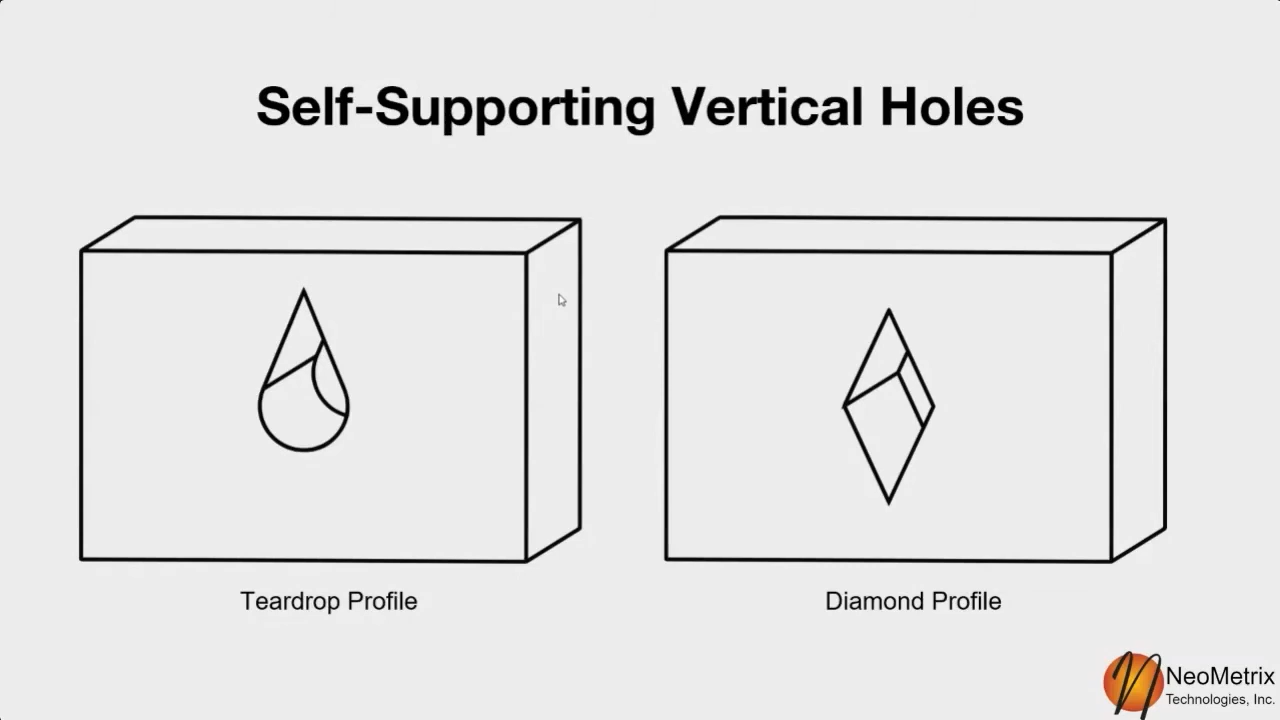 Self-Supporting Vertical Holes
Teardrop Profile
Diamond Profile
NeoMetrix
Technologies, Inc.